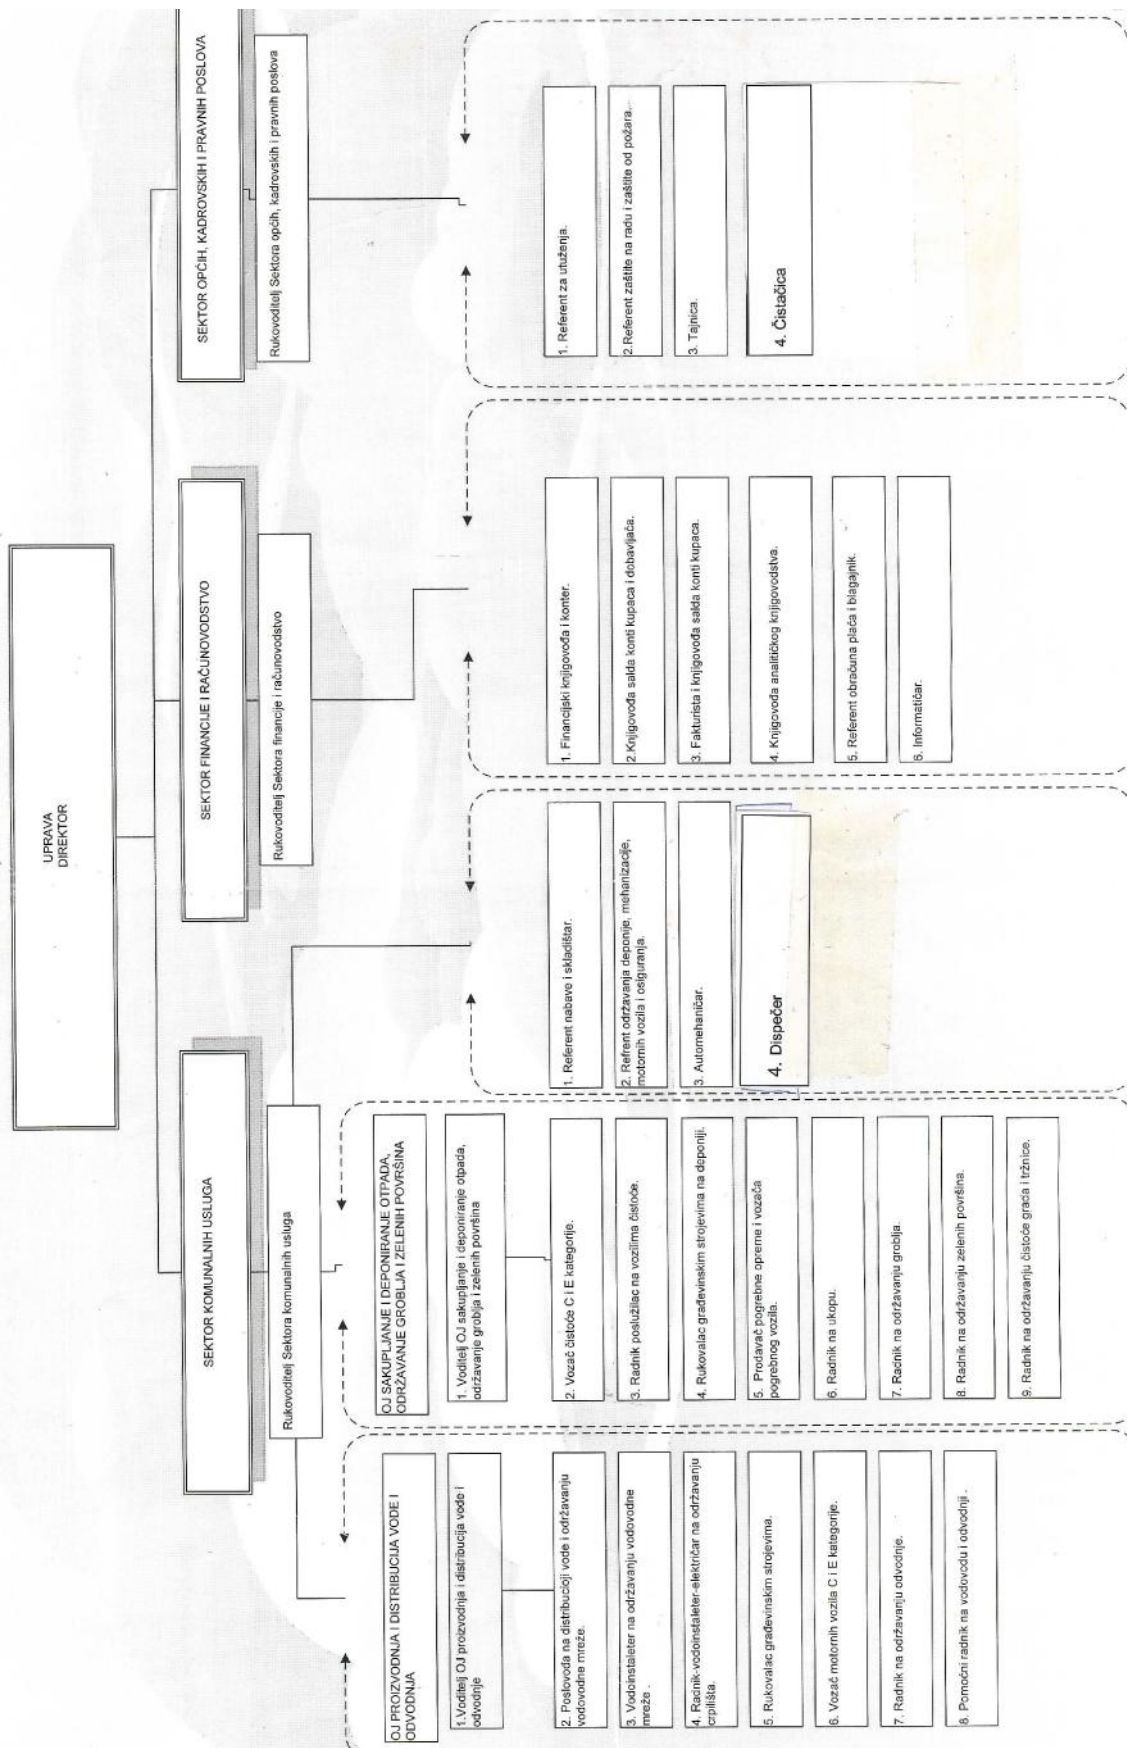 UPRAVA
DIREKTOR
SEKTOR KOMUNALNIH USLUGA
Rukovoditelj Sektora komunalnih usluga
SEKTOR FINANCIJE I RAČUNOVODSTVO
Rukovoditelj Sektora financije i računovodstvo
SEKTOR OPĆIH, KADROVSKIH I PRAVNIH POSLOVA
Rukovoditelj Sektora općih, kadrovskih i pravnih poslova
OJ PROIZVODNJA I DISTRIBUCIJA VODE I
ODVODNJA
1.Voditelj OJ proizvodnja i distribucija vode i
odvodnje
2. Poslovođa na distribucioji vode i održavanju
vodovodne mreže.
3. Vodoinstaleter na održavanju vodovodne
mreže .
4. Radnik-vodoinstaleter-električar na održavanju
crpilišta.
5. Rukovalac građevinskim strojevima.
6. Vozač motornih vozila C i E kategorije.
7. Radnik na održavanju odvodnje.
8. Pomoćni radnik na vodovodu i odvodnji .
OJ SAKUPLJANJE I DEPONIRANJE OTPADA,
ODRŽAVANJE GROBLJA I ZELENIH POVRŠINA
1. Voditelj OJ sakupljanje i deponiranje otpada,
održavanje groblja i zelenih površina
2. Vozač čistoće C i E kategorije.
3. Radnik poslužilac na vozilima čistoće.
4. Rukovalac građevinskim strojevima na deponiji.
5. Prodavač pogrebne opreme i vozača
pogrebnog vozila.
6. Radnik na ukopu.
7. Radnik na održavanju groblja.
8. Radnik na održavanju zelenih površina.
9. Radnik na održavanju čistoće grada i tržnice.
1. Referent nabave i skladištar.
2. Refrent održavanja deponije, mehanizacije,
motornih vozila i osiguranja.
3. Automehaničar.
4. Dispečer
1. Financijski knjigovođa i konter.
2.Knjigovođa salda konti kupaca i dobavljača.
3. Fakturista i knjigovođa salda konti kupaca.
4. Knjigovođa analitičkog knjigovodstva.
5. Referent obračuna plaća i blagajnik.
6. Informatičar.
1. Referent za utuženja.
2.Referent zaštite na radu i zaštite od požara.
3. Tajnica.
4. Čistačica